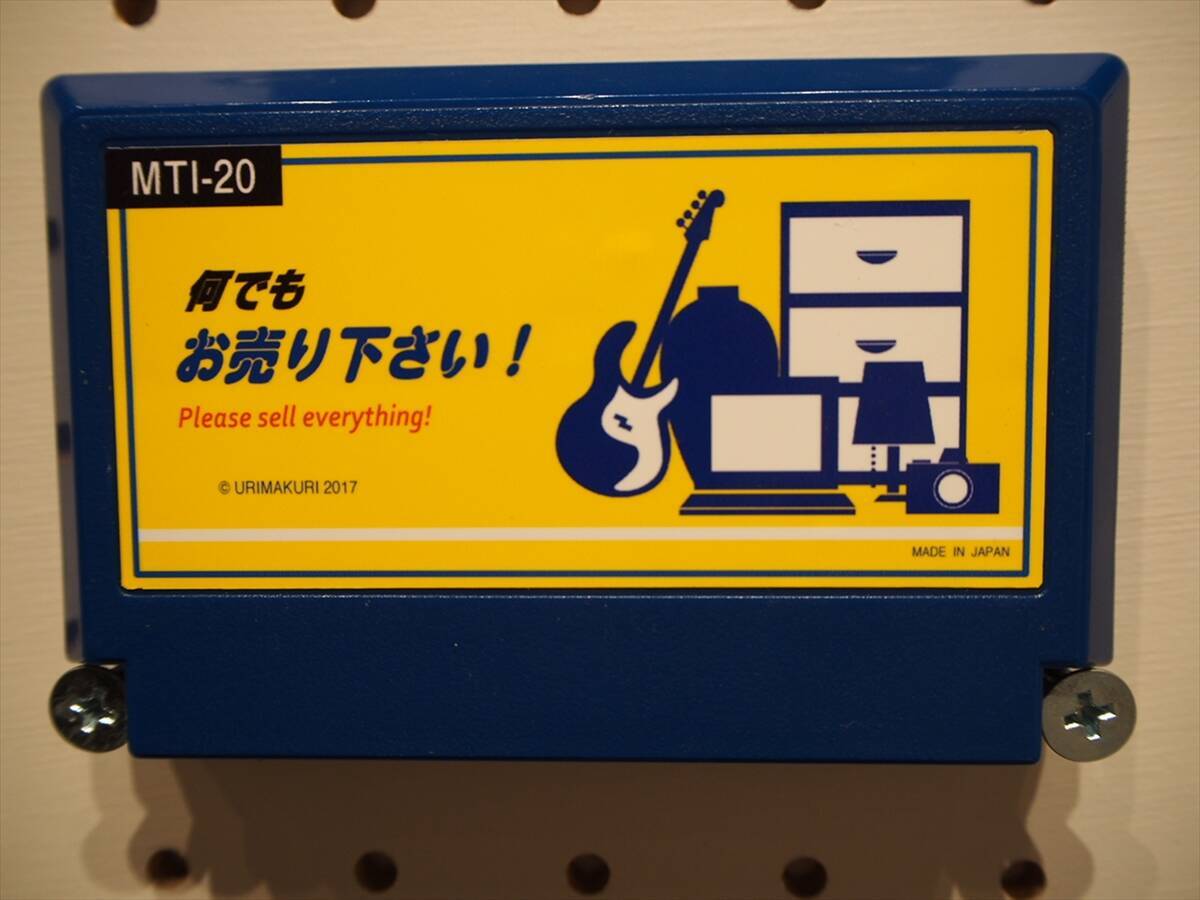 MTI-20
何でも
お売り下さい!
Please sell everything!
© URIMAKURI 2017
MADE IN JAPAN